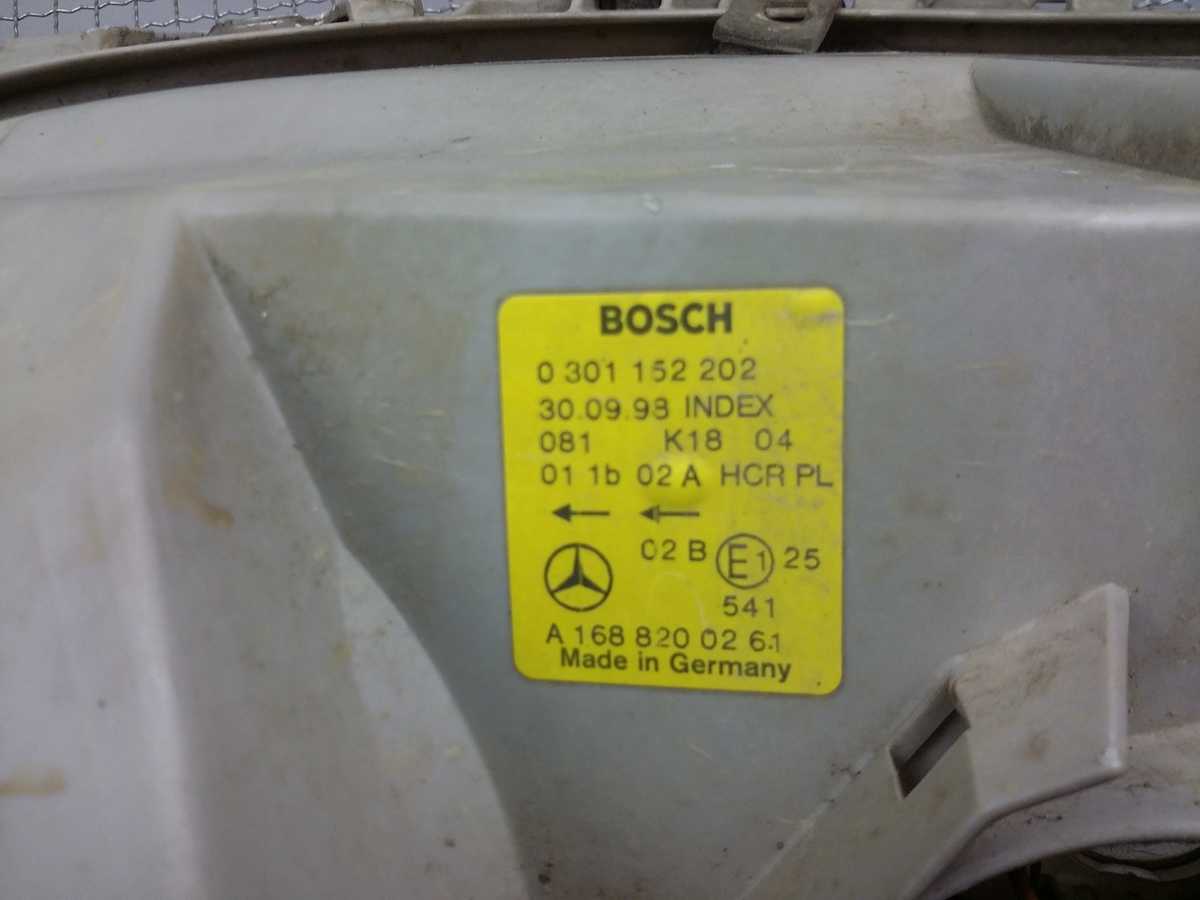 BOSCH
0 301 152 202
30.09.98 INDEX
081 K18 04
01 1b 02 A HCR PL
02 B E1 25
541
A 168 820 02 61
Made in Germany